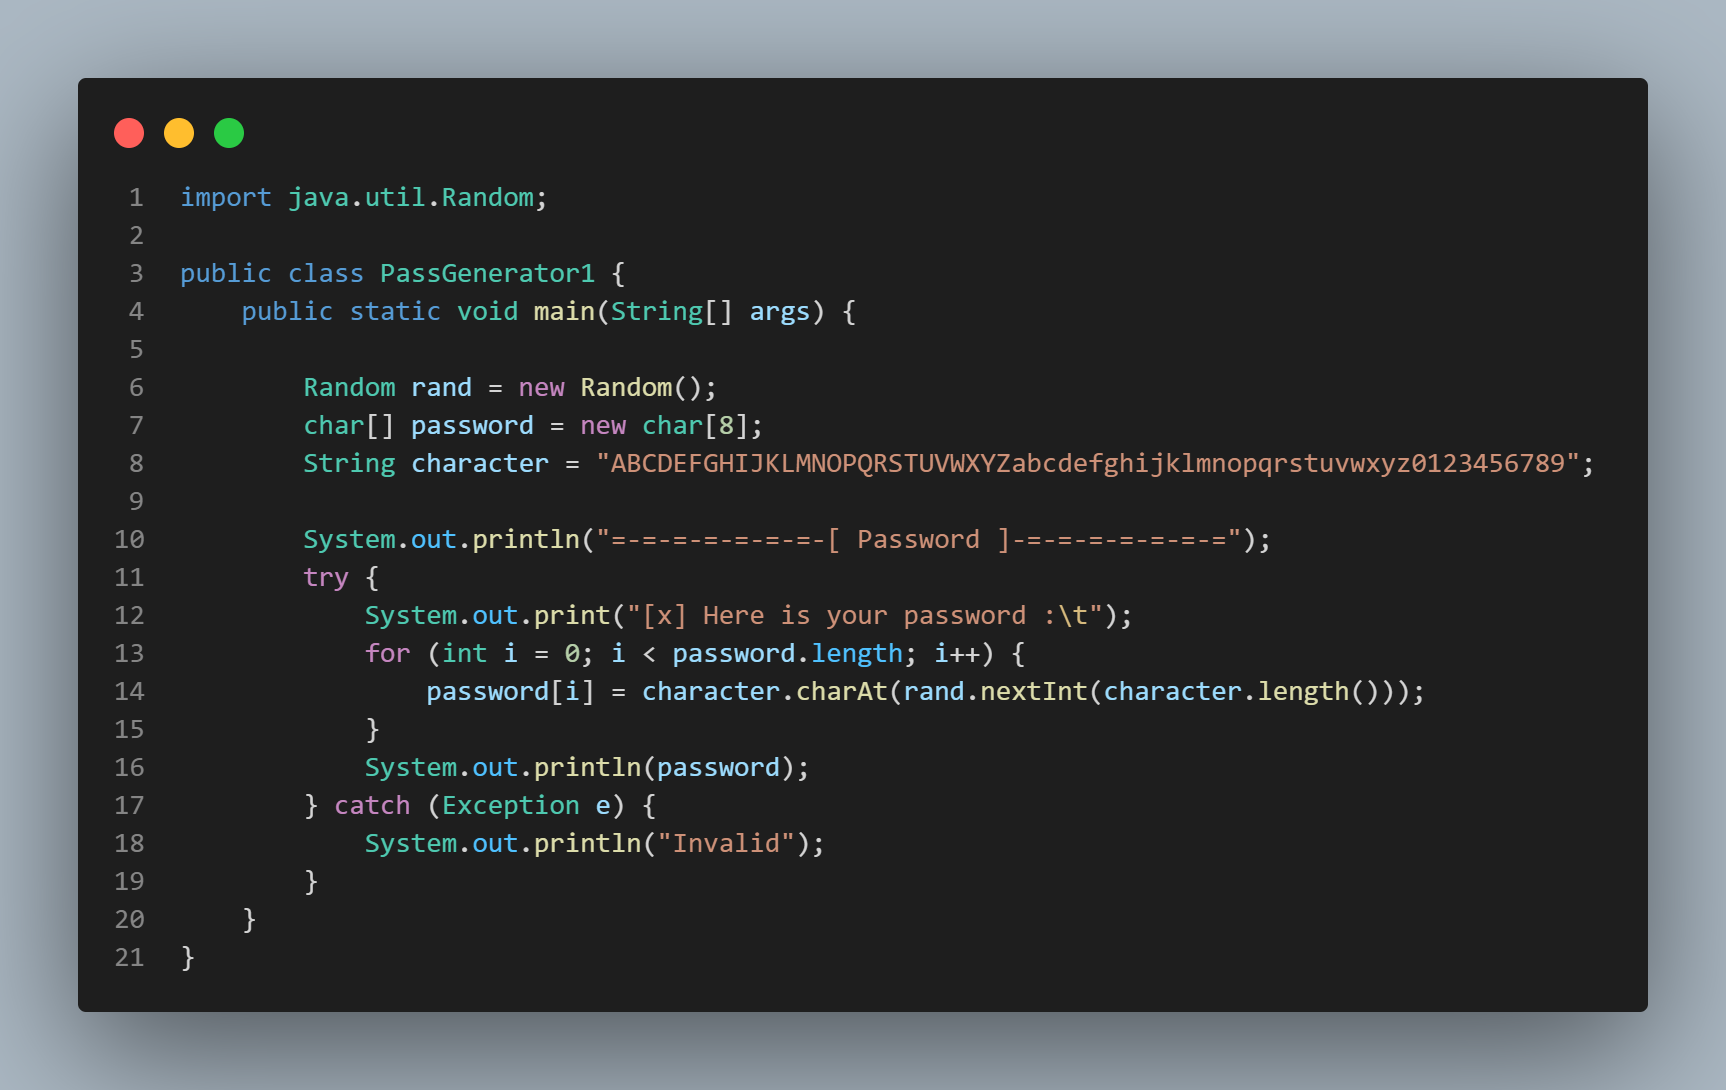 1 import java.util.Random;
2
3 public class PassGenerator1 {
4     public static void main(String[] args) {
5
6         Random rand = new Random();
7         char[] password = new char[8];
8         String character = "ABCDEFGHIJKLMNOPQRSTUVWXYZabcdefghijklmnopqrstuvwxyz0123456789";
9
10         System.out.println("=-=-=-=-=-=-=-[ Password ]-=-=-=-=-=-=-=");
11         try {
12             System.out.print("[x] Here is your password :\t");
13             for (int i = 0; i < password.length; i++) {
14                 password[i] = character.charAt(rand.nextInt(character.length()));
15             }
16             System.out.println(password);
17         } catch (Exception e) {
18             System.out.println("Invalid");
19         }
20     }
21 }